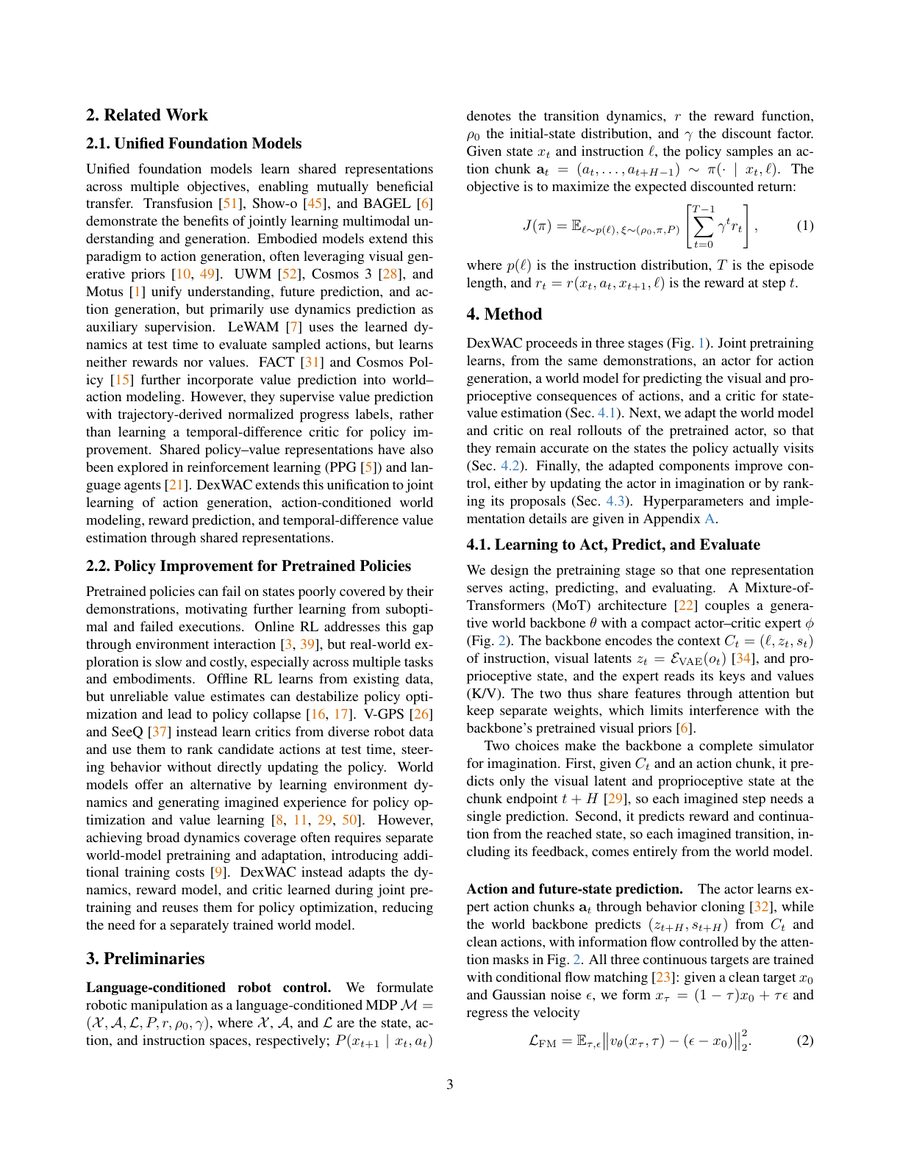 2. Related Work
2.1. Unified Foundation Models
Unified foundation models learn shared representations
across multiple objectives, enabling mutually beneficial
transfer. Transfusion [51], Show-o [45], and BAGEL [6]
demonstrate the benefits of jointly learning multimodal un-
derstanding and generation. Embodied models extend this
paradigm to action generation, often leveraging visual gen-
erative priors [10, 49]. UWM [52], Cosmos 3 [28], and
Motus [1] unify understanding, future prediction, and ac-
tion generation, but primarily use dynamics prediction as
auxiliary supervision. LeWAM [7] uses the learned dy-
namics at test time to evaluate sampled actions, but learns
neither rewards nor values. FACT [31] and Cosmos Pol-
icy [15] further incorporate value prediction into world–
action modeling. However, they supervise value prediction
with trajectory-derived normalized progress labels, rather
than learning a temporal-difference critic for policy im-
provement. Shared policy–value representations have also
been explored in reinforcement learning (PPG [5]) and lan-
guage agents [21]. DexWAC extends this unification to joint
learning of action generation, action-conditioned world
modeling, reward prediction, and temporal-difference value
estimation through shared representations.
2.2. Policy Improvement for Pretrained Policies
Pretrained policies can fail on states poorly covered by their
demonstrations, motivating further learning from subopti-
mal and failed executions. Online RL addresses this gap
through environment interaction [3, 39], but real-world ex-
ploration is slow and costly, especially across multiple tasks
and embodiments. Offline RL learns from existing data,
but unreliable value estimates can destabilize policy opti-
mization and lead to policy collapse [16, 17]. V-GPS [26]
and SeeQ [37] instead learn critics from diverse robot data
and use them to rank candidate actions at test time, steer-
ing behavior without directly updating the policy. World
models offer an alternative by learning environment dy-
namics and generating imagined experience for policy op-
timization and value learning [8, 11, 29, 50]. However,
achieving broad dynamics coverage often requires separate
world-model pretraining and adaptation, introducing addi-
tional training costs [9]. DexWAC instead adapts the dy-
namics, reward model, and critic learned during joint pre-
training and reuses them for policy optimization, reducing
the need for a separately trained world model.
3. Preliminaries
Language-conditioned robot control. We formulate
robotic manipulation as a language-conditioned MDP ℳ =
(𝒳, 𝒜, ℒ, P, r, ρ₀, γ), where 𝒳, 𝒜, and ℒ are the state, ac-
tion, and instruction spaces, respectively; P(x_{t+1} | x_t, a_t)
denotes the transition dynamics, r the reward function,
ρ₀ the initial-state distribution, and γ the discount factor.
Given state x_t and instruction ℓ, the policy samples an ac-
tion chunk 𝐚_t = (a_t, . . . , a_{t+H−1}) ∼ π(· | x_t, ℓ). The
objective is to maximize the expected discounted return:
J(π) = 𝔼_{ℓ∼p(ℓ), ξ∼(ρ₀,π,P)} [∑_{t=0}^{T−1} γ^t r_t], (1)
where p(ℓ) is the instruction distribution, T is the episode
length, and r_t = r(x_t, a_t, x_{t+1}, ℓ) is the reward at step t.
4. Method
DexWAC proceeds in three stages (Fig. 1). Joint pretraining
learns, from the same demonstrations, an actor for action
generation, a world model for predicting the visual and pro-
prioceptive consequences of actions, and a critic for state-
value estimation (Sec. 4.1). Next, we adapt the world model
and critic on real rollouts of the pretrained actor, so that
they remain accurate on the states the policy actually visits
(Sec. 4.2). Finally, the adapted components improve con-
trol, either by updating the actor in imagination or by rank-
ing its proposals (Sec. 4.3). Hyperparameters and imple-
mentation details are given in Appendix A.
4.1. Learning to Act, Predict, and Evaluate
We design the pretraining stage so that one representation
serves acting, predicting, and evaluating. A Mixture-of-
Transformers (MoT) architecture [22] couples a genera-
tive world backbone θ with a compact actor–critic expert ϕ
(Fig. 2). The backbone encodes the context C_t = (ℓ, z_t, s_t)
of instruction, visual latents z_t = ℰ_VAE(o_t) [34], and pro-
prioceptive state, and the expert reads its keys and values
(K/V). The two thus share features through attention but
keep separate weights, which limits interference with the
backbone's pretrained visual priors [6].
Two choices make the backbone a complete simulator
for imagination. First, given C_t and an action chunk, it pre-
dicts only the visual latent and proprioceptive state at the
chunk endpoint t + H [29], so each imagined step needs a
single prediction. Second, it predicts reward and continua-
tion from the reached state, so each imagined transition, in-
cluding its feedback, comes entirely from the world model.
Action and future-state prediction. The actor learns ex-
pert action chunks 𝐚_t through behavior cloning [32], while
the world backbone predicts (z_{t+H}, s_{t+H}) from C_t and
clean actions, with information flow controlled by the atten-
tion masks in Fig. 2. All three continuous targets are trained
with conditional flow matching [23]: given a clean target x₀
and Gaussian noise ϵ, we form x_τ = (1 − τ)x₀ + τϵ and
regress the velocity
ℒ_FM = 𝔼_{τ,ϵ}‖v_θ(x_τ, τ) − (ϵ − x₀)‖₂². (2)
3